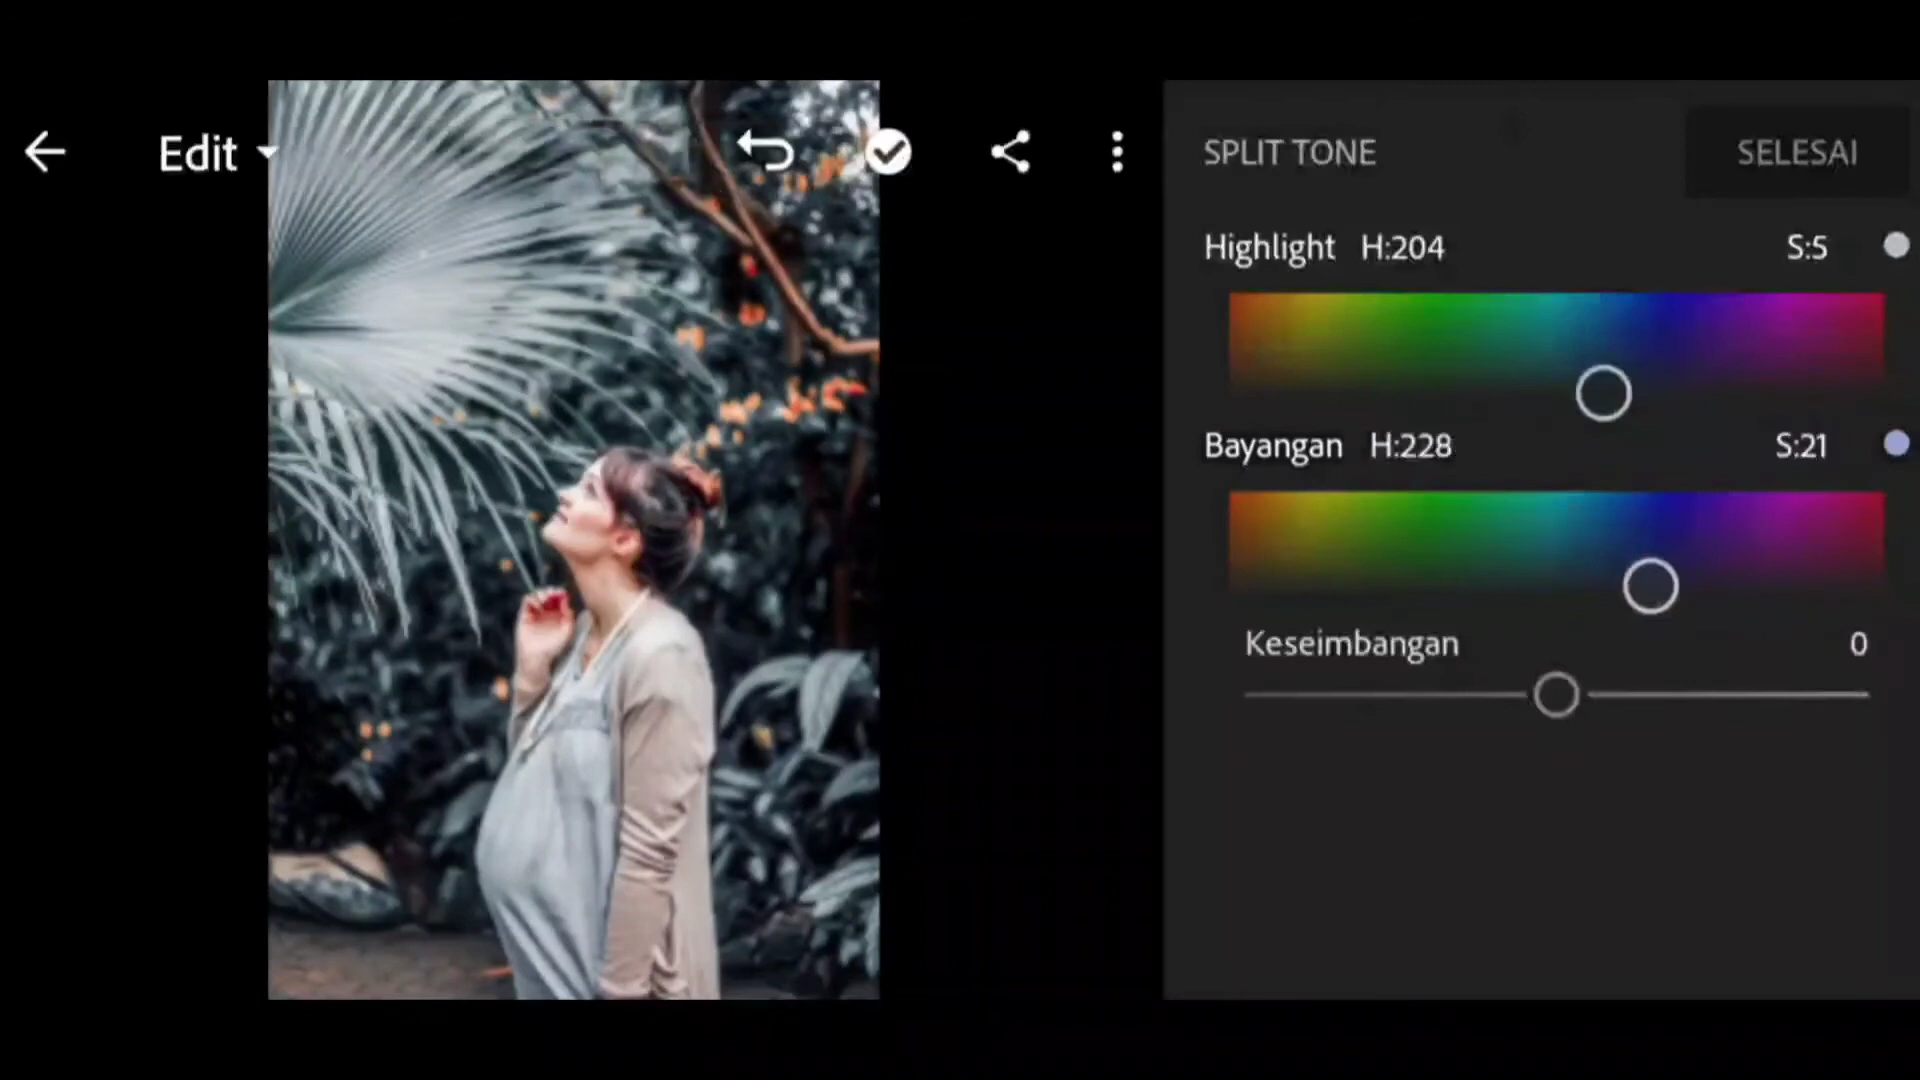 Edit
SPLIT TONE SELESAI
Highlight H:204 S:5
Bayangan H:228 S:21
Keseimbangan 0